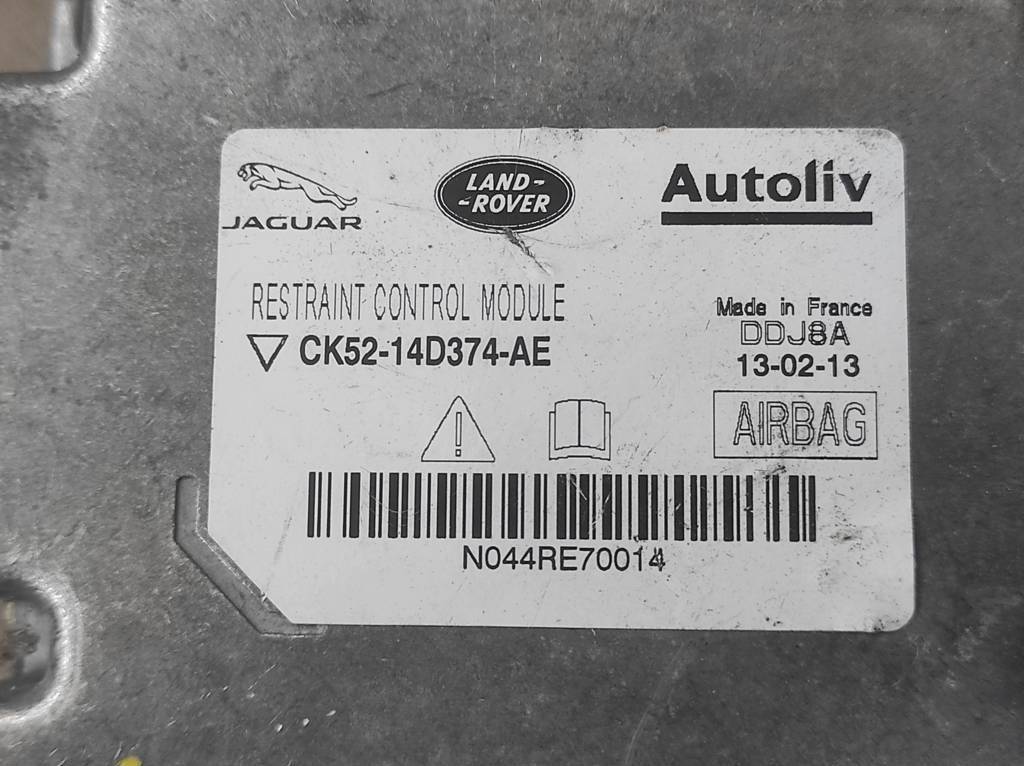 JAGUAR
LAND-
-ROVER
Autoliv
RESTRAINT CONTROL MODULE
CK52-14D374-AE
Made in France
DDJ8A
13-02-13
AIRBAG
N044RE70014